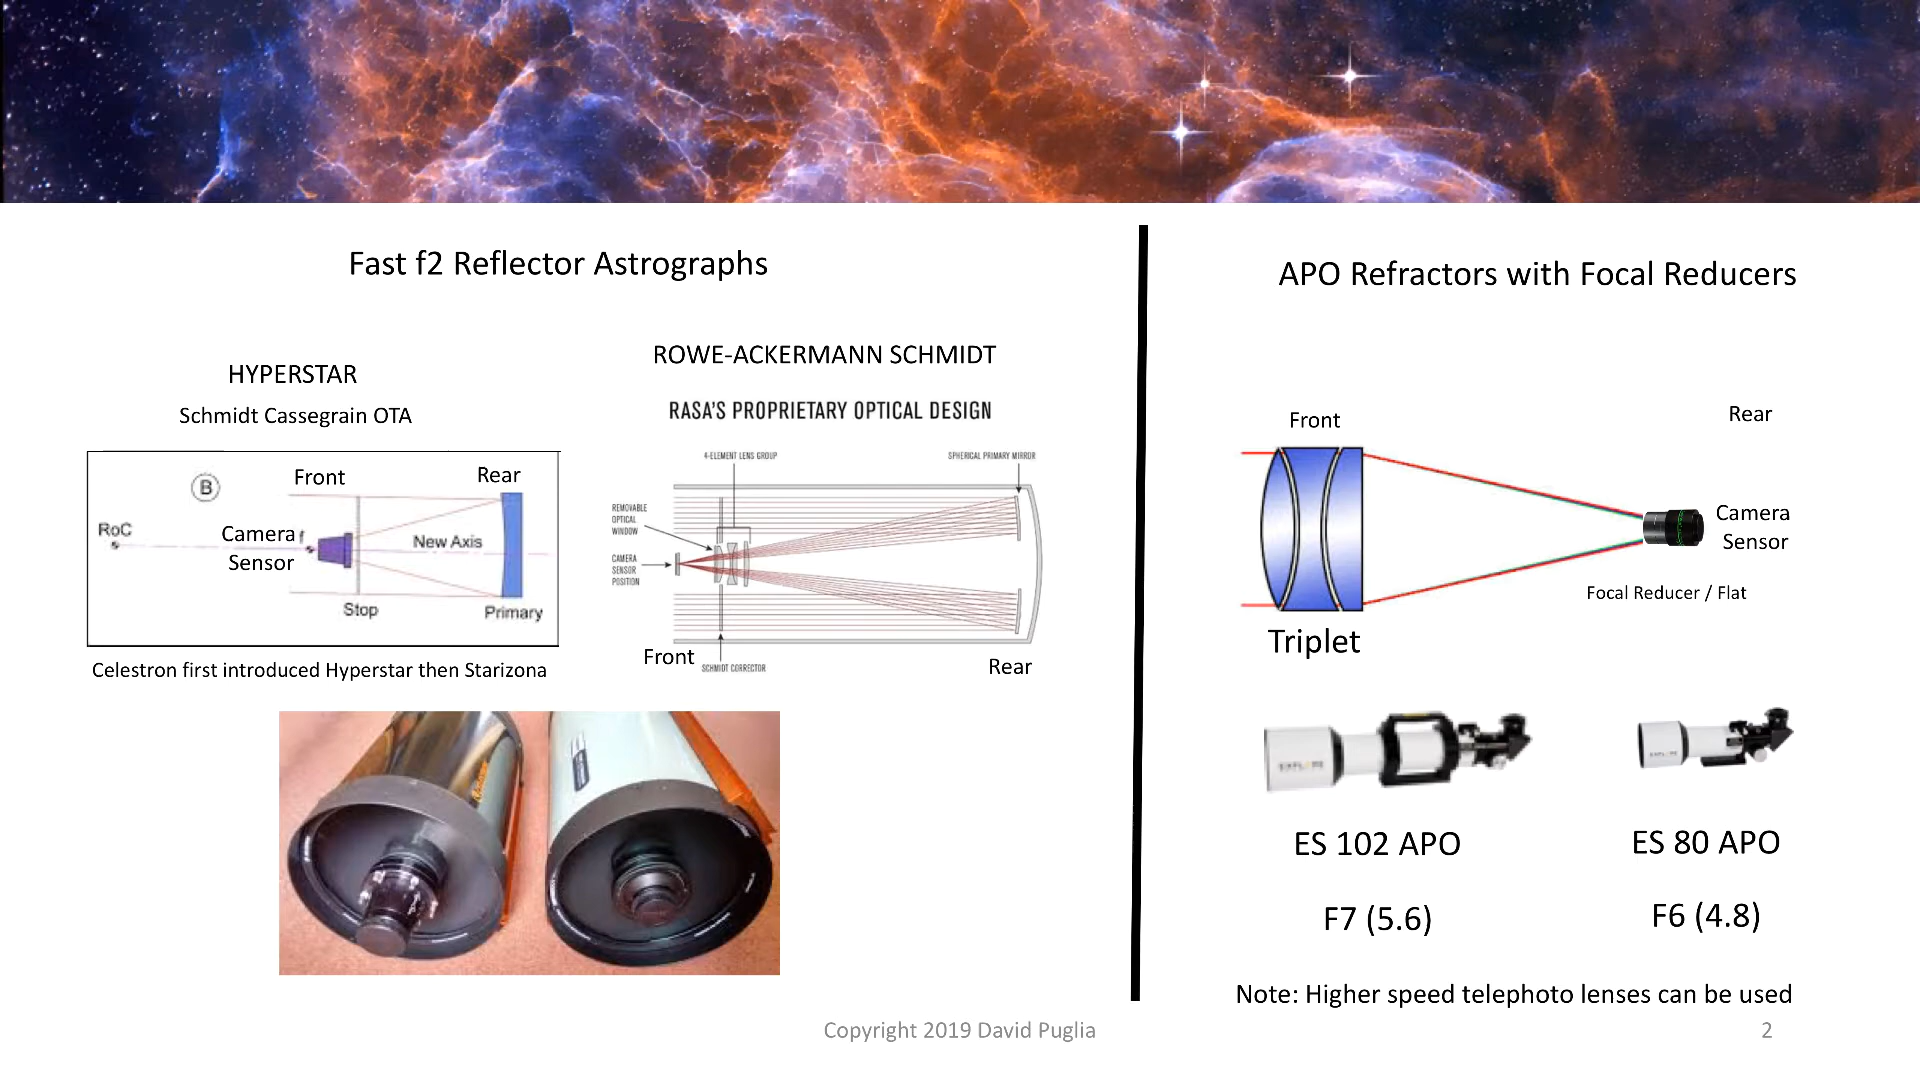 Fast f2 Reflector Astrographs
HYPERSTAR
Schmidt Cassegrain OTA
B
Front
Rear
RoC
Camera
f
Sensor
New Axis
Stop
Primary
Celestron first introduced Hyperstar then Starizona
ROWE-ACKERMANN SCHMIDT
RASA'S PROPRIETARY OPTICAL DESIGN
4-ELEMENT LENS GROUP
SPHERICAL PRIMARY MIRROR
REMOVABLE
OPTICAL
WINDOW
CAMERA
SENSOR
POSITION
Front
SCHMIDT CORRECTOR
Rear
APO Refractors with Focal Reducers
Front
Rear
Camera
Sensor
Focal Reducer / Flat
Triplet
ES 102 APO
ES 80 APO
F7 (5.6)
F6 (4.8)
Note: Higher speed telephoto lenses can be used
Copyright 2019 David Puglia
2